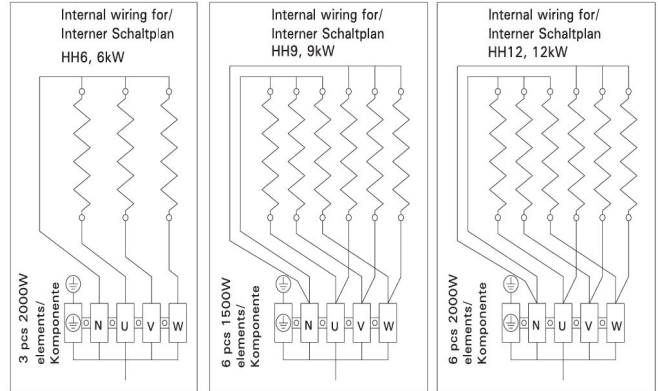 Internal wiring for/
Interner Schaltplan
HH6, 6kW
3 pcs 2000W
elements/
Komponente
N U V W
Internal wiring for/
Interner Schaltplan
HH9, 9kW
6 pcs 1500W
elements/
Komponente
N U V W
Internal wiring for/
Interner Schaltplan
HH12, 12kW
6 pcs 2000W
elements/
Komponente
N U V W